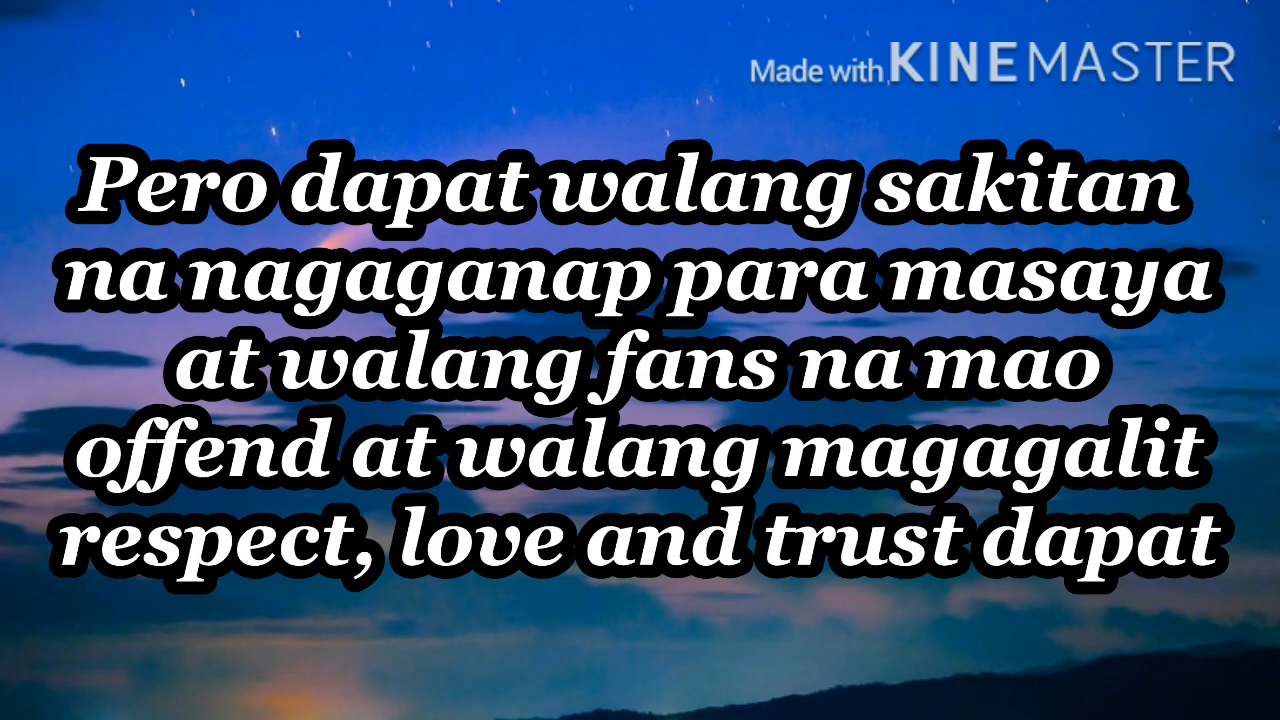 Made with KINEMASTER
Pero dapat walang sakitan
na nagaganap para masaya
at walang fans na mao
offend at walang magagalit
respect, love and trust dapat